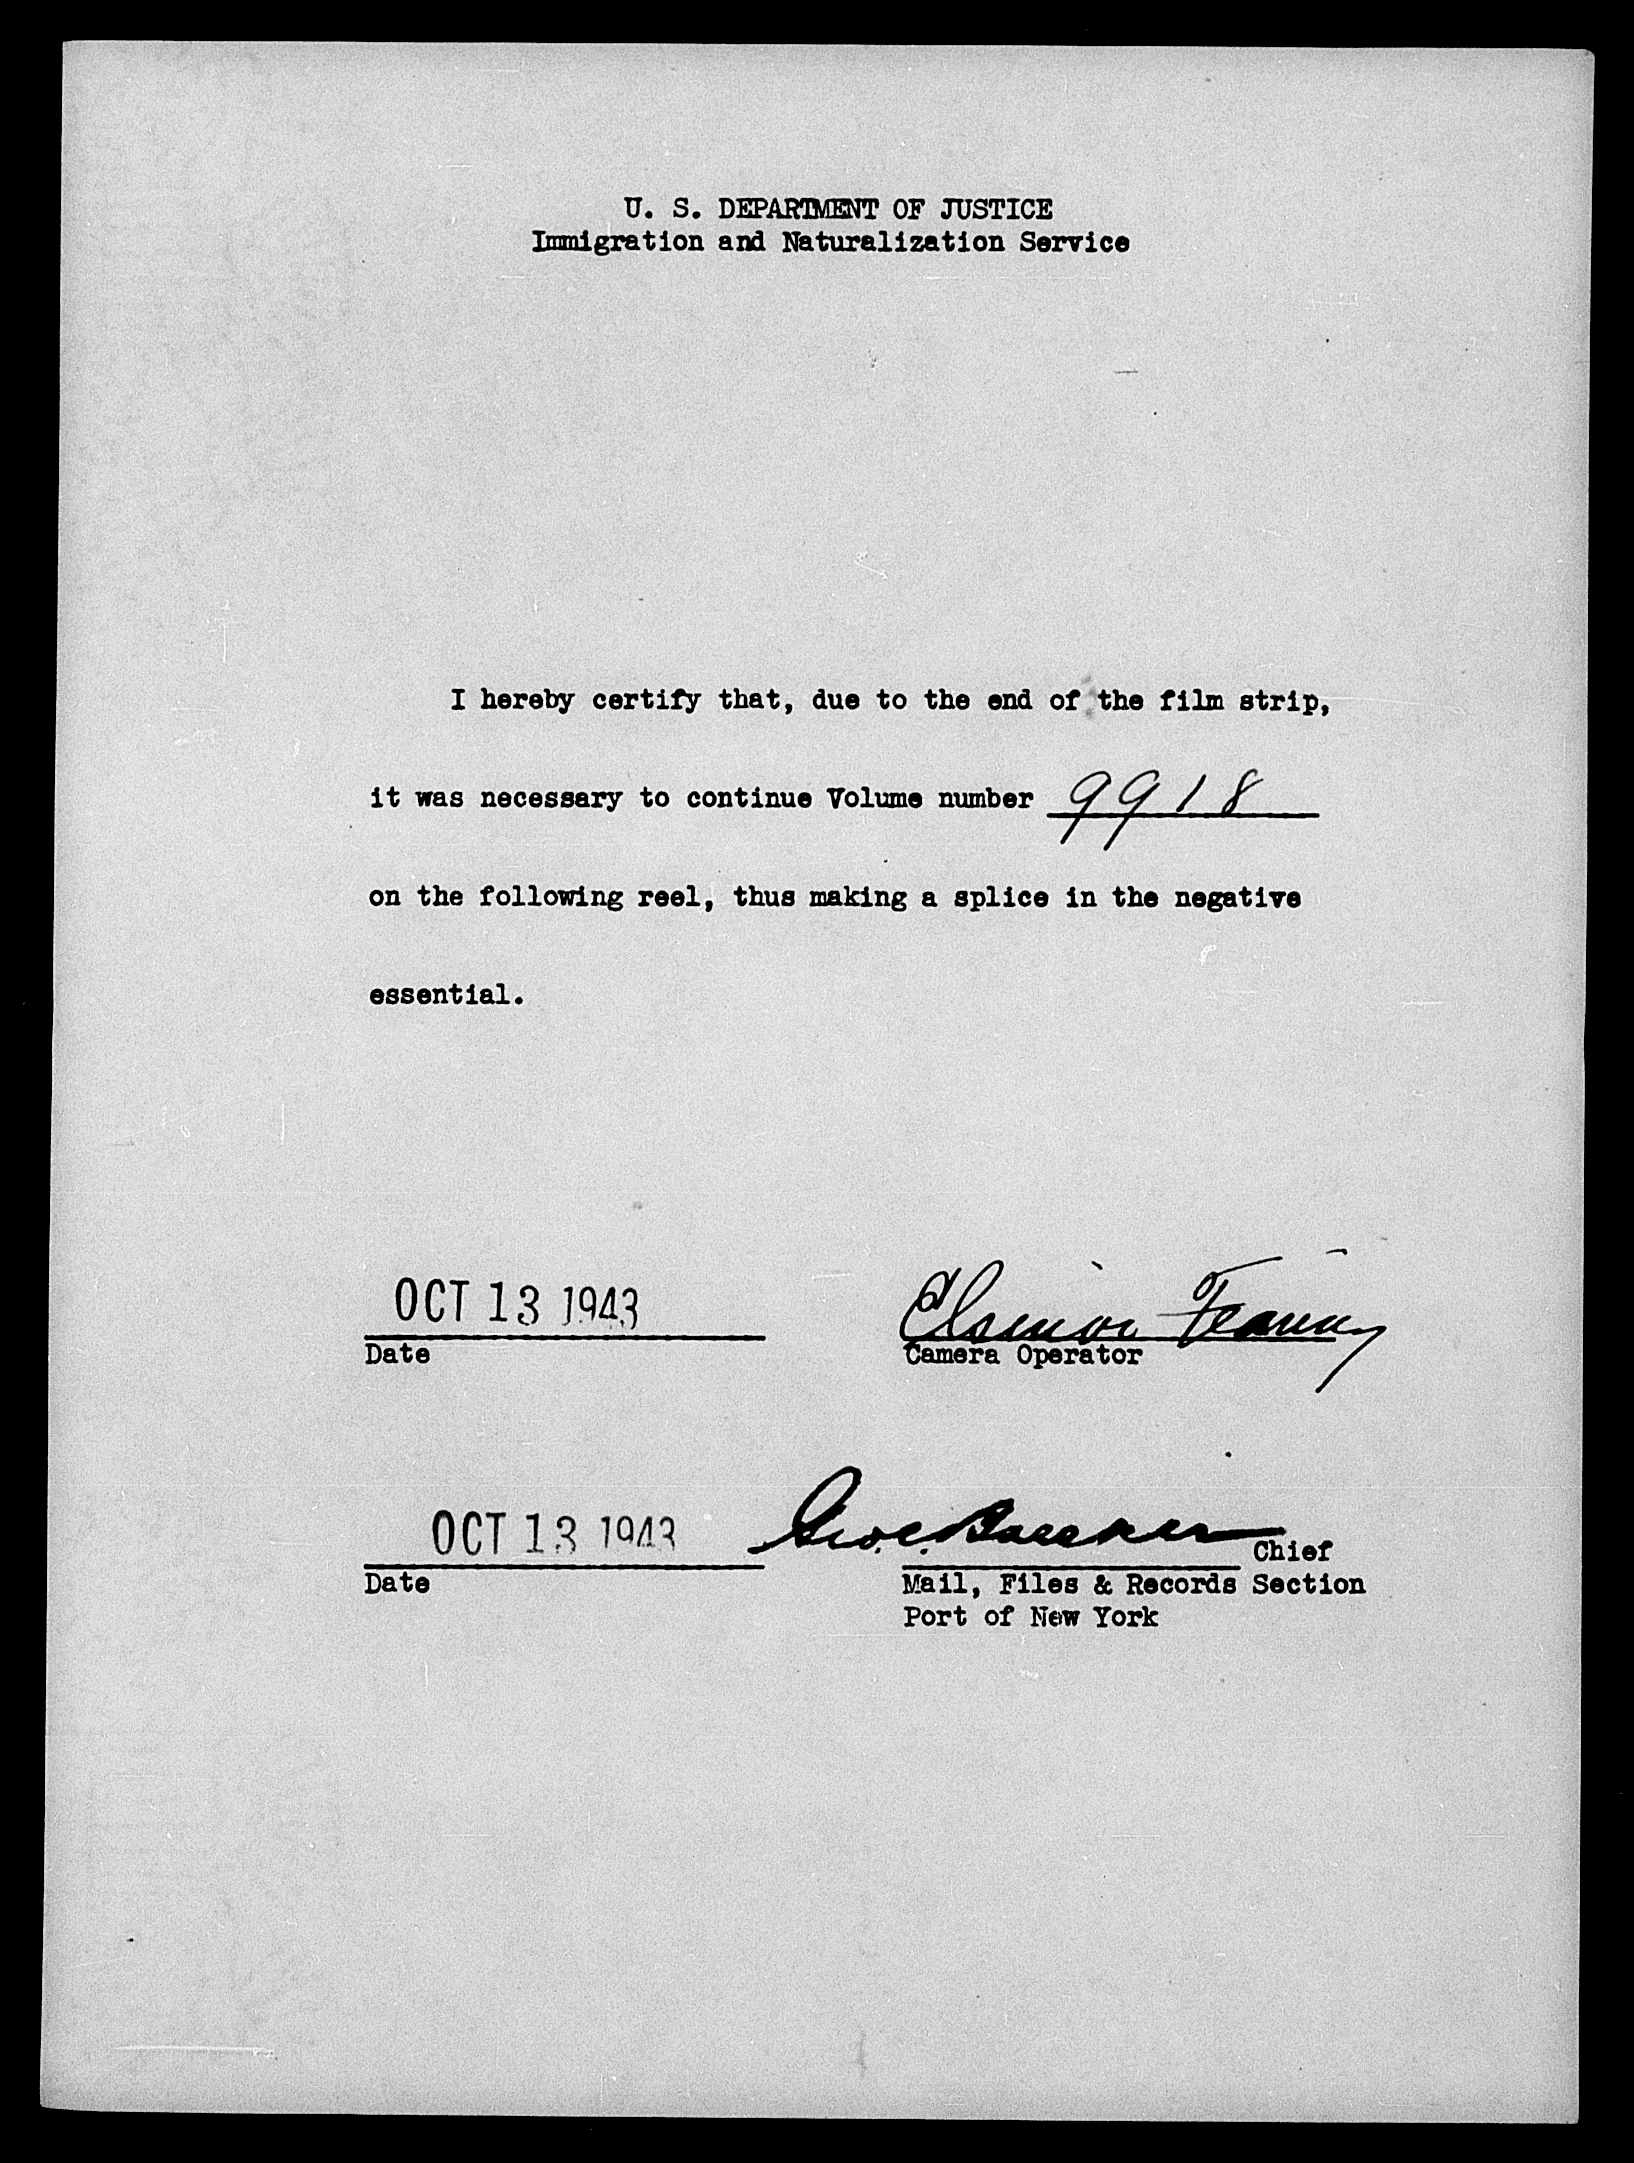 U. S. DEPARTMENT OF JUSTICE
Immigration and Naturalization Service
I hereby certify that, due to the end of the film strip,
it was necessary to continue Volume number 9918
on the following reel, thus making a splice in the negative
essential.
OCT 13 1943
Date
Camera Operator
OCT 13 1943
Chief
Date
Mail, Files & Records Section
Port of New York